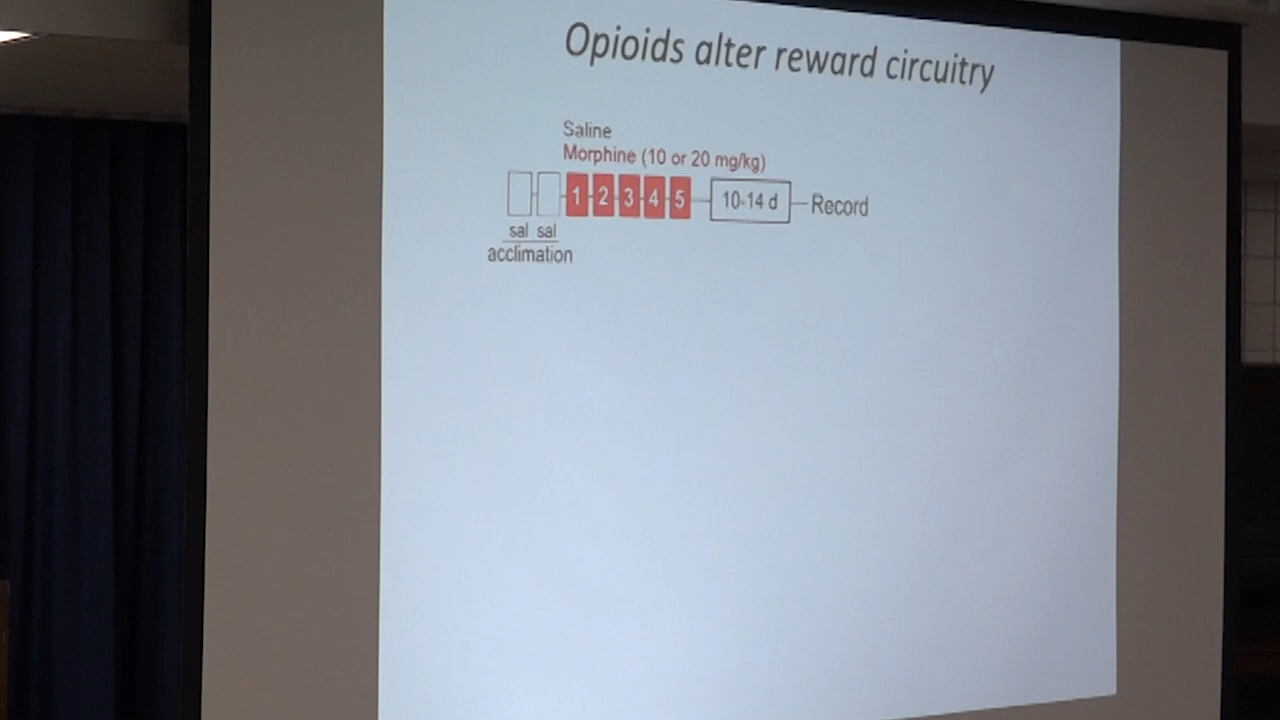 Opioids alter reward circuitry
Saline
Morphine (10 or 20 mg/kg)
1 2 3 4 5 10-14 d Record
sal sal
acclimation